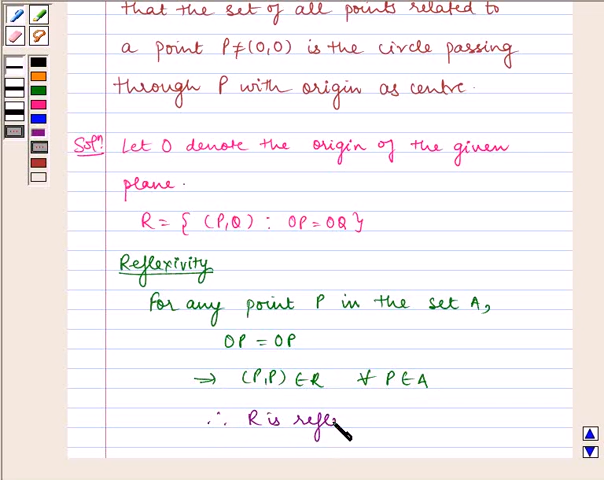 that the set of all points related to
a point P≠(0,0) is the circle passing
through P with origin as centre.
Solⁿ. Let O denote the origin of the given
plane.
R = { (P,Q) : OP = OQ }
Reflexivity
For any point P in the set A,
OP = OP
⇒ (P,P) ∈ R ∀ P ∈ A
∴ R is refle